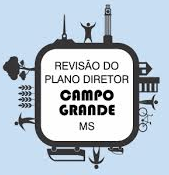 REVISÃO DO
PLANO DIRETOR
CAMPO
GRANDE
MS